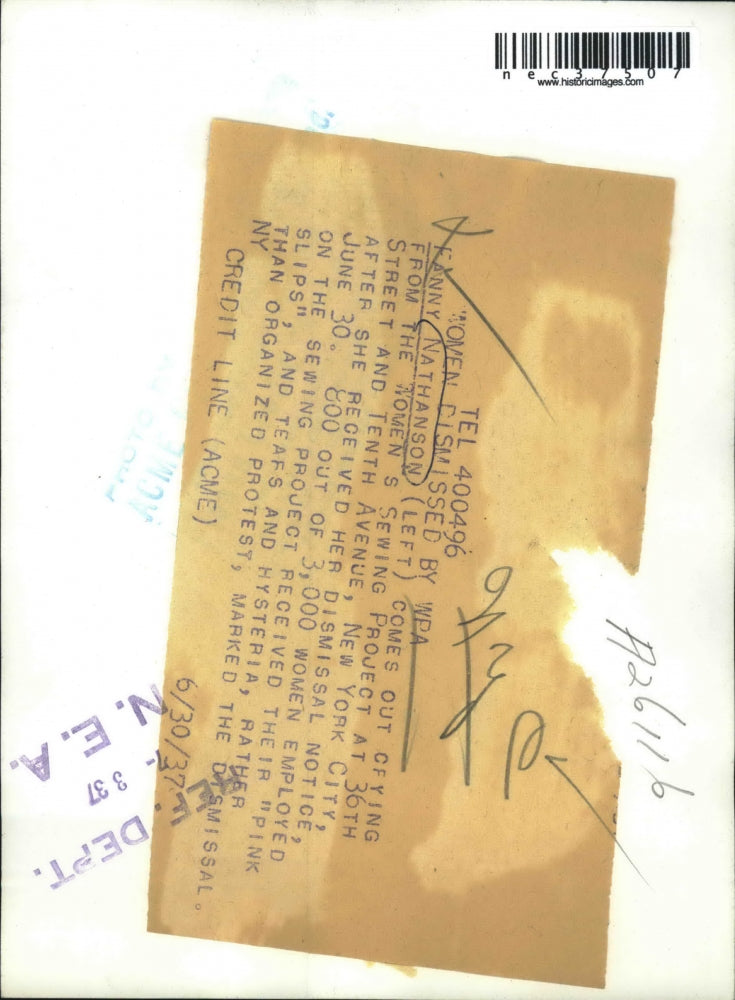 nec37507
www.historicimages.com
TEL 400496
WOMEN DISMISSED BY WPA
FANNY NATHANSON (LEFT) COMES OUT CRYING
FROM THE WOMEN S SEWING PROJECT AT 36TH
STREET AND TENTH AVENUE, NEW YORK CITY,
AFTER SHE RECEIVED HER DISMISSAL NOTICE,
JUNE 30. 800 OUT OF 3,000 WOMEN EMPLOYED
ON THE SEWING PROJECT RECEIVED THEIR "PINK
SLIPS", AND TEARS AND HYSTERIA, RATHER
THAN ORGANIZED PROTEST, MARKED THE DISMISSAL.
NY
CREDIT LINE (ACME) 6/30/37
A26116
PHOTO BY
ACME
REF. DEPT.
3 37
N. E. A.